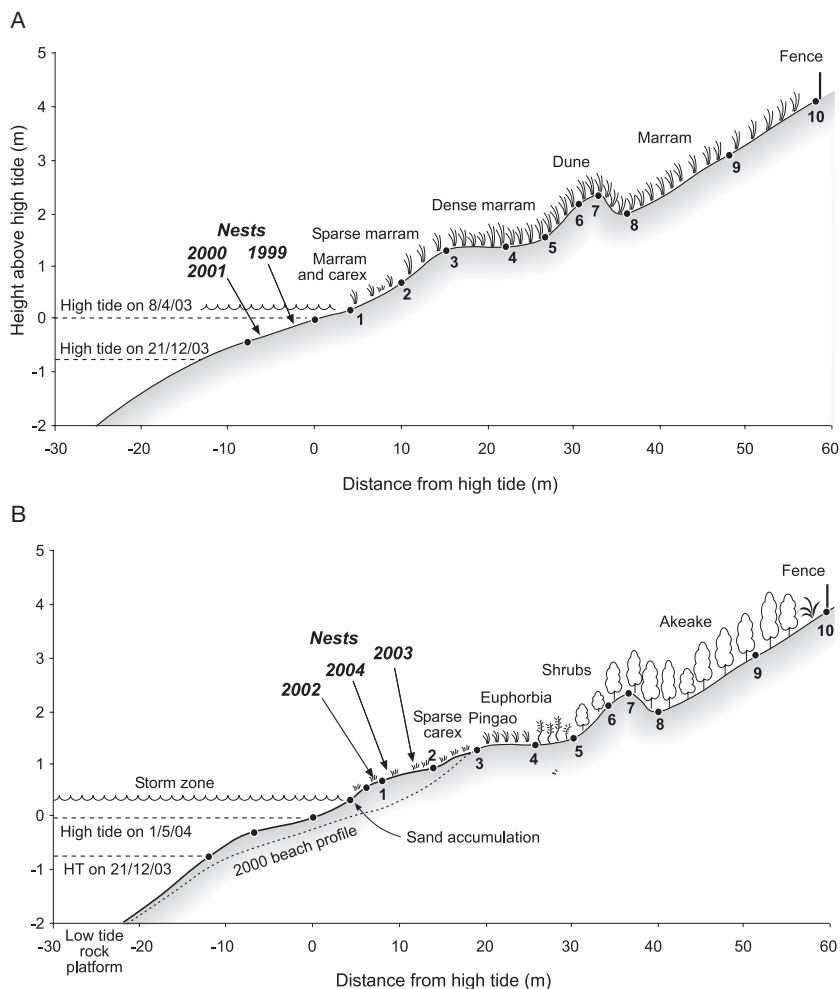 A
Fence
10
Marram
9
Dune
Dense marram
6
7
8
Nests
2000 1999
2001
Sparse marram
Marram
and carex
3
4
5
2
1
High tide on 8/4/03
High tide on 21/12/03
Height above high tide (m)
5
4
3
2
1
0
-1
-2
-30 -20 -10 0 10 20 30 40 50 60
Distance from high tide (m)
B
Fence
10
Akeake
9
Shrubs
Euphorbia
Pingao
Sparse
carex
6
7
8
Nests
2003
2004
2002
2
3
4
5
1
Storm zone
High tide on 1/5/04
HT on 21/12/03
Sand accumulation
2000 beach profile
5
4
3
2
1
0
-1
-2
-30 -20 -10 0 10 20 30 40 50 60
Low tide
rock
platform
Distance from high tide (m)